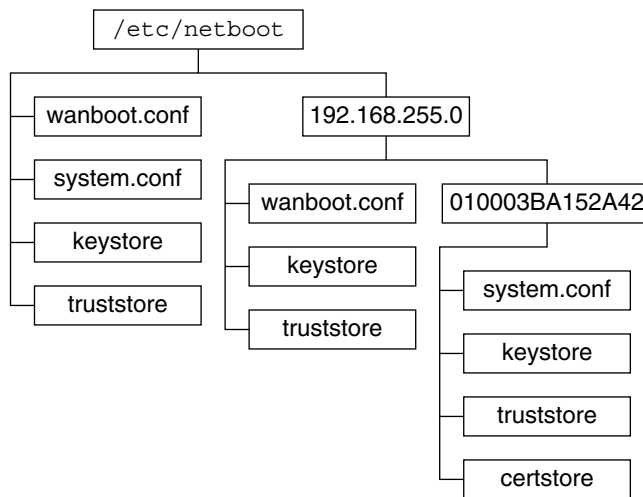 /etc/netboot
wanboot.conf
system.conf
keystore
truststore
192.168.255.0
wanboot.conf
keystore
truststore
010003BA152A42
system.conf
keystore
truststore
certstore